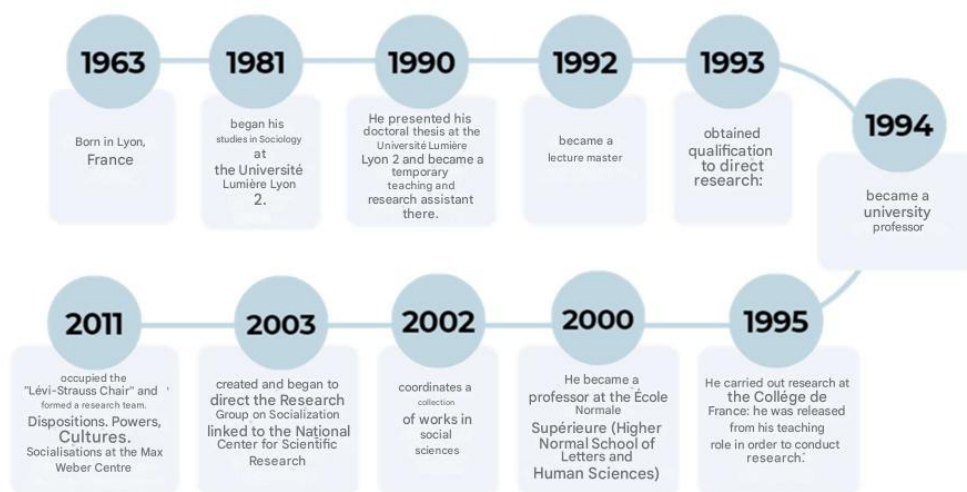 1963
Born in Lyon,
France
1981
began his
studies in Sociology
at
the Université
Lumière Lyon
2.
1990
He presented his
doctoral thesis at the
Université Lumière
Lyon 2 and became a
temporary
teaching and
research assistant
there.
1992
became a
lecture master
1993
obtained
qualification
to direct
research:
1994
became a
university
professor
1995
He carried out research at
the Collége de
France: he was released
from his teaching
role in order to conduct
research.
2000
He became a
professor at the École
Normale
Supérieure (Higher
Normal School of
Letters and
Human Sciences)
2002
coordinates a
collection
of works in
social
sciences
2003
created and began to
direct the Research
Group on Socialization
linked to the National
Center for Scientific
Research
2011
occupied the
"Lévi-Strauss Chair" and
formed a research team.
Dispositions. Powers,
Cultures.
Socialisations at the Max
Weber Centre